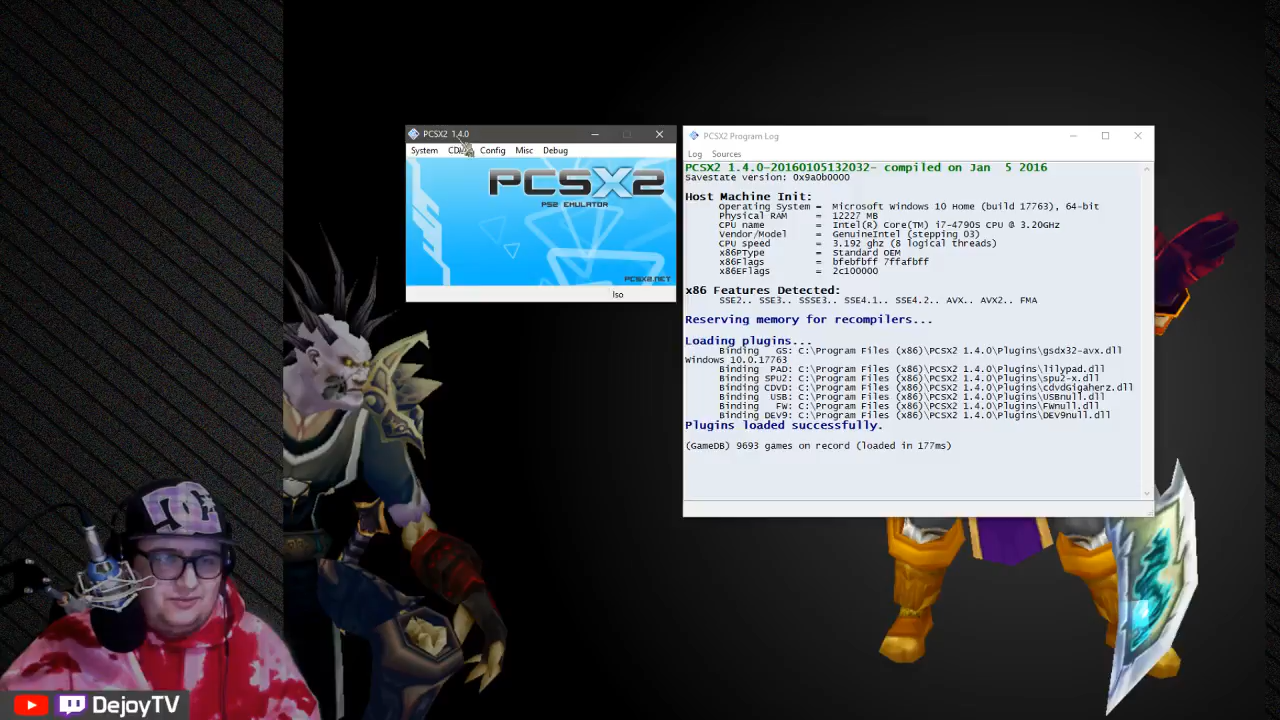 PCSX2 1.4.0
System Config Misc Debug
PCSX2
PS2 EMULATOR
PCSX2.NET
Iso
PCSX2 Program Log
Log Sources
PCSX2 1.4.0-20160105132032- compiled on Jan 5 2016
Savestate version: 0x9a0b0000
Host Machine Init:
Operating System = Microsoft Windows 10 Home (build 17763), 64-bit
Physical RAM = 12227 MB
CPU name = Intel(R) Core(TM) i7-4790S CPU @ 3.20GHz
Vendor/Model = GenuineIntel (stepping 03)
CPU speed = 3.192 ghz (8 logical threads)
x86PType = Standard OEM
x86Flags = bfebfbff 7ffafbff
x86EFlags = 2c100000
x86 Features Detected:
SSE2.. SSE3.. SSSE3.. SSE4.1.. SSE4.2.. AVX.. AVX2.. FMA
Reserving memory for recompilers...
Loading plugins...
Binding GS: C:\Program Files (x86)\PCSX2 1.4.0\Plugins\gsdx32-avx.dll
Windows 10.0.17763
Binding PAD: C:\Program Files (x86)\PCSX2 1.4.0\Plugins\lilypad.dll
Binding SPU2: C:\Program Files (x86)\PCSX2 1.4.0\Plugins\spu2-x.dll
Binding CDVD: C:\Program Files (x86)\PCSX2 1.4.0\Plugins\cdvdGigaherz.dll
Binding USB: C:\Program Files (x86)\PCSX2 1.4.0\Plugins\USBnull.dll
Binding FW: C:\Program Files (x86)\PCSX2 1.4.0\Plugins\FWnull.dll
Binding DEV9: C:\Program Files (x86)\PCSX2 1.4.0\Plugins\DEV9null.dll
Plugins loaded successfully.
(GameDB) 9693 games on record (loaded in 177ms)
DejoyTV